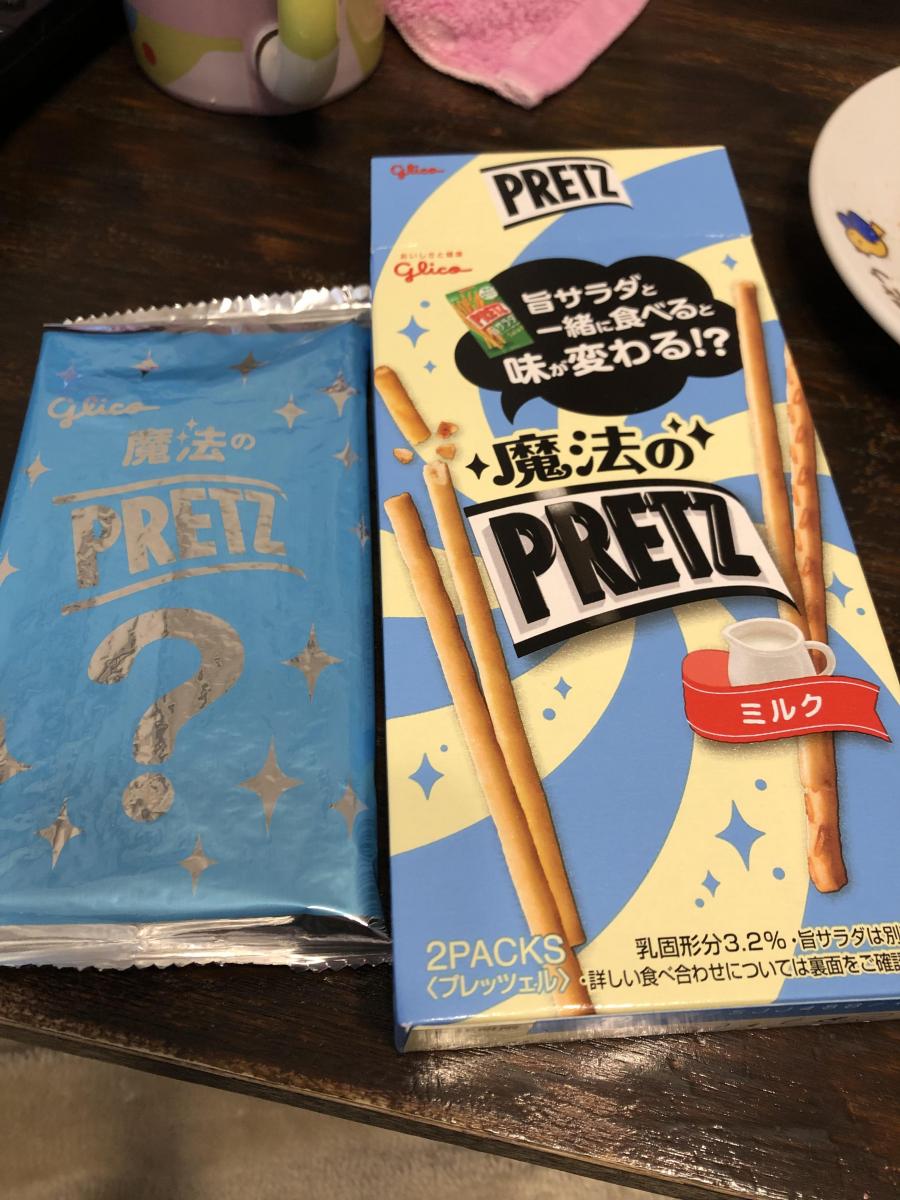 Glico
魔法の
PRETZ
?
Glico
PRETZ
おいしさと健康
Glico
旨サラダと
一緒に食べると
味が変わる!?
魔法の
PRETZ
ミルク
2PACKS
〈プレッツェル〉
乳固形分3.2%・旨サラダは別
・詳しい食べ合わせについては裏面をご確認